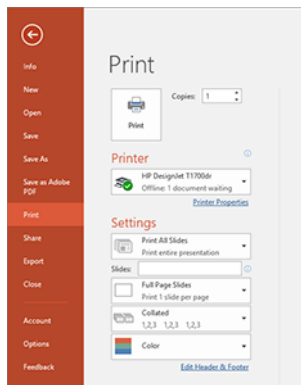 Info
New
Open
Save
Save As
Save as Adobe
PDF
Print
Share
Export
Close
Account
Options
Feedback
Print
Copies: 1
Print
Printer
HP DesignJet T1700dr
Offline: 1 document waiting
Printer Properties
Settings
Print All Slides
Print entire presentation
Slides:
Full Page Slides
Print 1 slide per page
Collated
1,2,3 1,2,3 1,2,3
Color
Edit Header & Footer